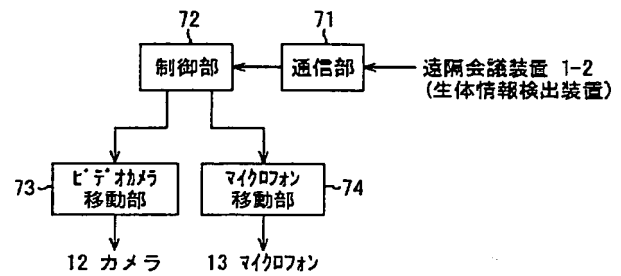 72
71
制御部
通信部
遠隔会議装置 1-2
(生体情報検出装置)
73
ビデオカメラ
移動部
マイクロフォン
移動部
74
12 カメラ
13 マイクロフォン